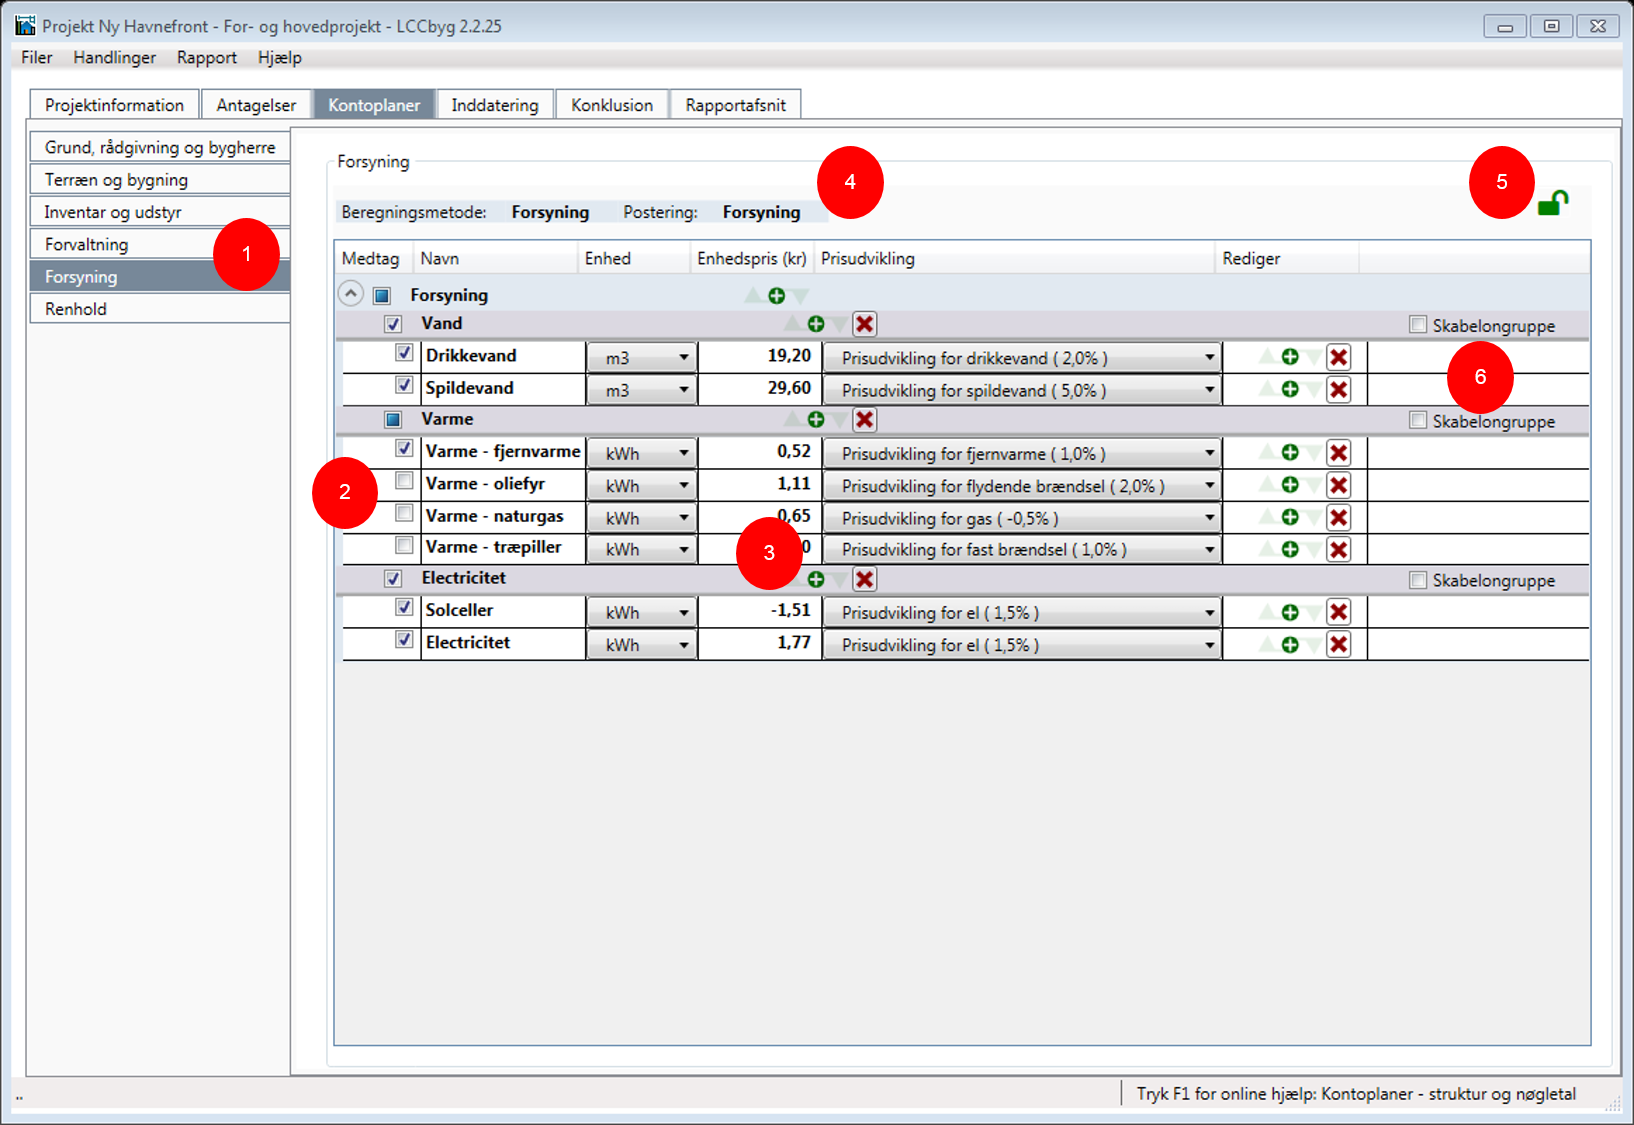 Projekt Ny Havnefront - For- og hovedprojekt - LCCbyg 2.2.25
Filer Handlinger Rapport Hjælp
Projektinformation Antagelser Kontoplaner Inddatering Konklusion Rapportafsnit
Grund, rådgivning og bygherre
Terræn og bygning
Inventar og udstyr
Forvaltning
Forsyning
Renhold
1
Forsyning
4
5
Beregningsmetode: Forsyning Postering: Forsyning
Medtag Navn Enhed Enhedspris (kr) Prisudvikling Rediger
Forsyning
Vand Skabelongruppe
Drikkevand m3 19,20 Prisudvikling for drikkevand ( 2,0% )
6
Spildevand m3 29,60 Prisudvikling for spildevand ( 5,0% )
Varme Skabelongruppe
Varme - fjernvarme kWh 0,52 Prisudvikling for fjernvarme ( 1,0% )
2
Varme - oliefyr kWh 1,11 Prisudvikling for flydende brændsel ( 2,0% )
Varme - naturgas kWh 0,65 Prisudvikling for gas ( -0,5% )
3
Varme - træpiller kWh 0 Prisudvikling for fast brændsel ( 1,0% )
Electricitet Skabelongruppe
Solceller kWh -1,51 Prisudvikling for el ( 1,5% )
Electricitet kWh 1,77 Prisudvikling for el ( 1,5% )
.. Tryk F1 for online hjælp: Kontoplaner - struktur og nøgletal